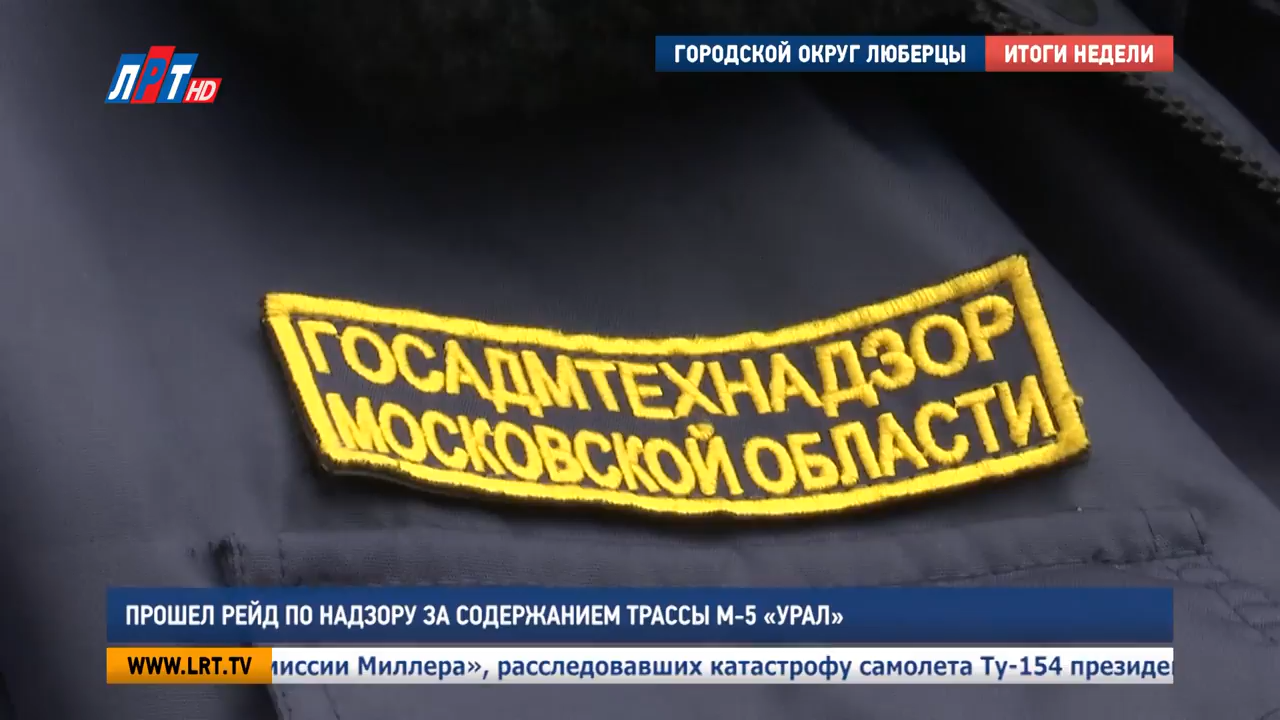 ЛРТ HD
ГОРОДСКОЙ ОКРУГ ЛЮБЕРЦЫ ИТОГИ НЕДЕЛИ
ГОСАДМТЕХНАДЗОР
МОСКОВСКОЙ ОБЛАСТИ
ПРОШЕЛ РЕЙД ПО НАДЗОРУ ЗА СОДЕРЖАНИЕМ ТРАССЫ М-5 «УРАЛ»
WWW.LRT.TV миссии Миллера», расследовавших катастрофу самолета Ту-154 президе